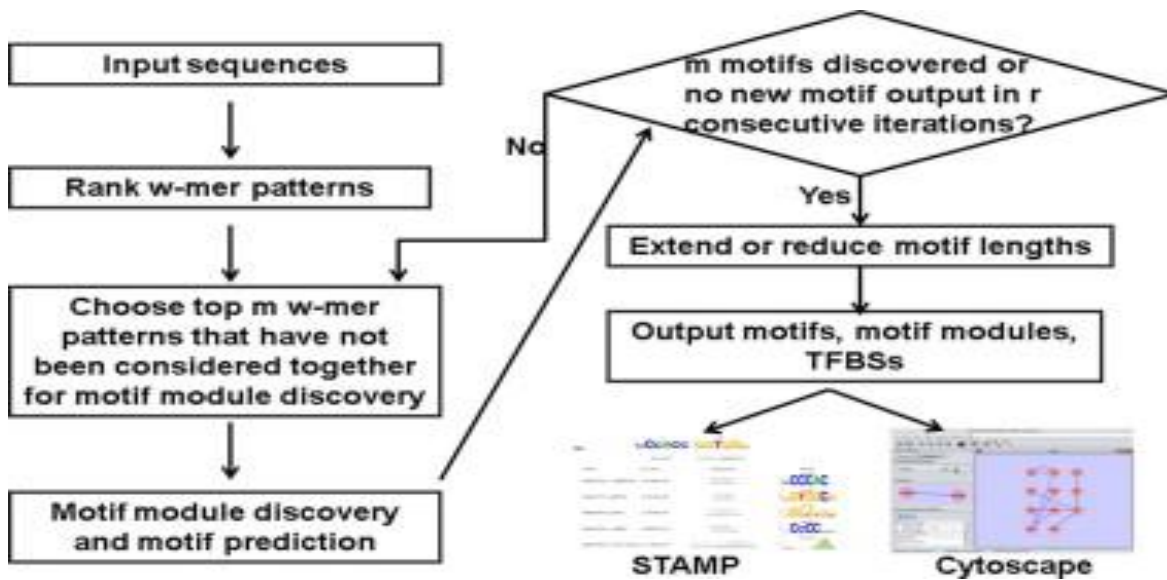 Input sequences
Rank w-mer patterns
Choose top m w-mer
patterns that have not
been considered together
for motif module discovery
Motif module discovery
and motif prediction
m motifs discovered or
no new motif output in r
consecutive iterations?
No
Yes
Extend or reduce motif lengths
Output motifs, motif modules,
TFBSs
STAMP
Cytoscape